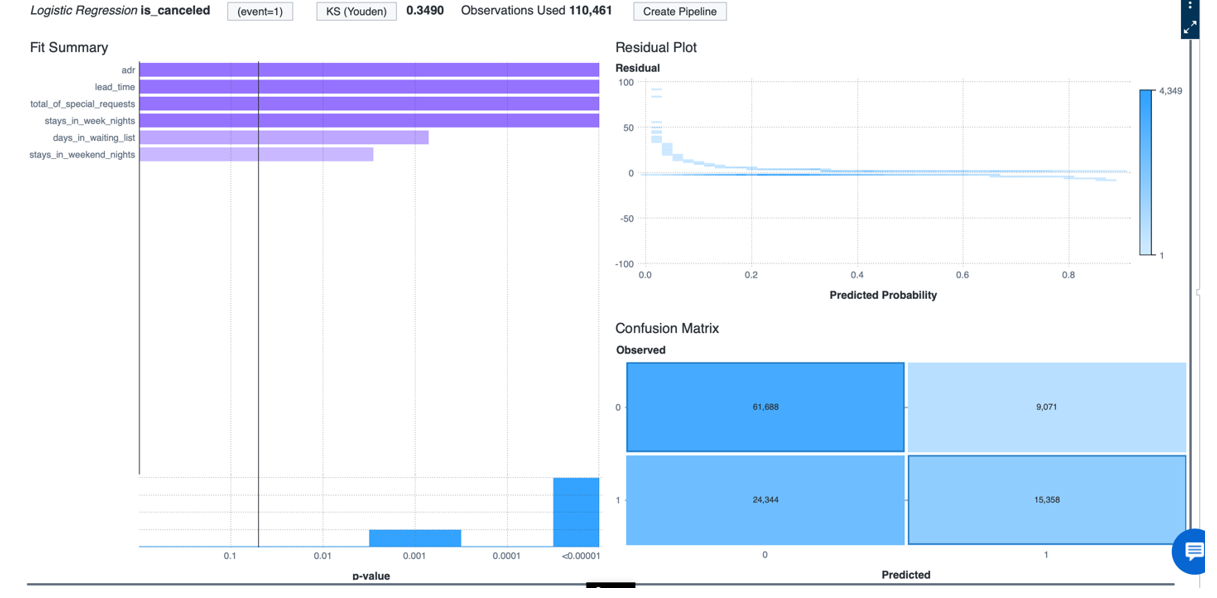 Logistic Regression is_canceled (event=1) KS (Youden) 0.3490 Observations Used 110,461 Create Pipeline
Fit Summary
adr
lead_time
total_of_special_requests
stays_in_week_nights
days_in_waiting_list
stays_in_weekend_nights
0.1 0.01 0.001 0.0001 <0.00001
p-value
Residual Plot
Residual
100
50
0
-50
-100
0.0 0.2 0.4 0.6 0.8
Predicted Probability
4,349
1
Confusion Matrix
Observed
0 61,688 9,071
1 24,344 15,358
0 1
Predicted